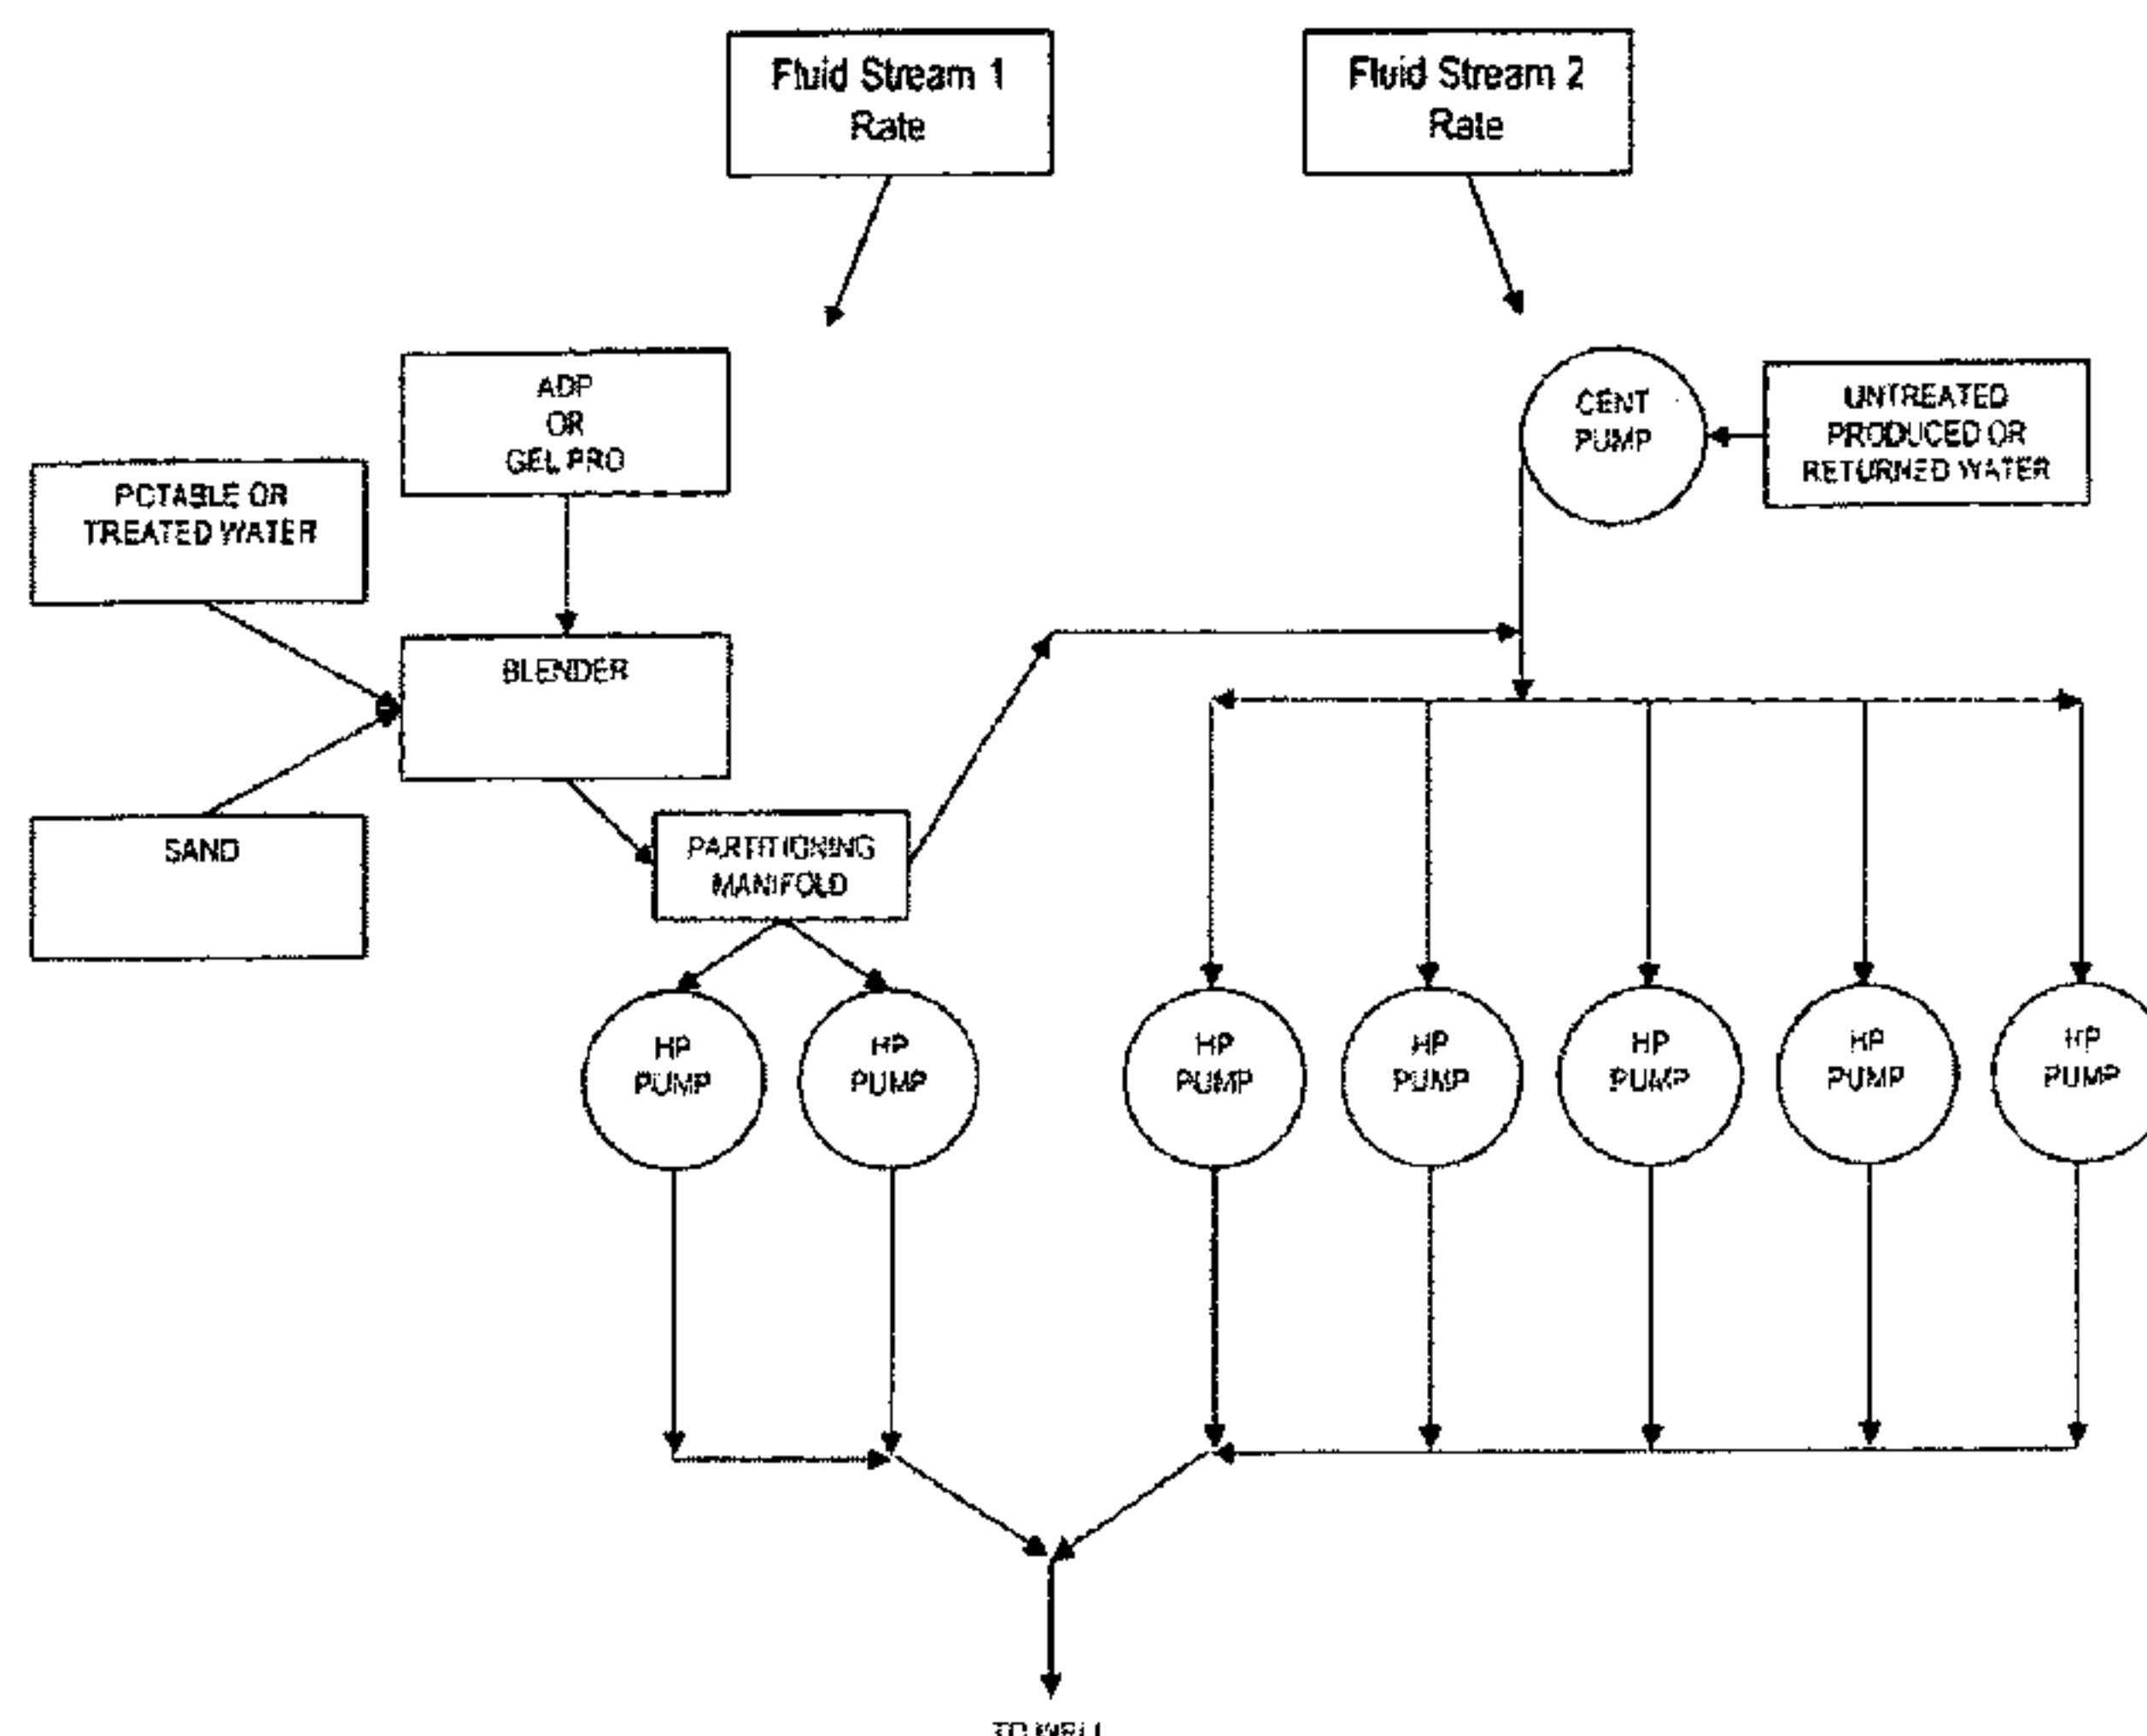 Fluid Stream 1
Rate
Fluid Stream 2
Rate
ADP
OR
GEL PRO
CENT
PUMP
UNTREATED
PRODUCED OR
RETURNED WATER
POTABLE OR
TREATED WATER
BLENDER
SAND
PARTITIONING
MANIFOLD
HP
PUMP
HP
PUMP
HP
PUMP
HP
PUMP
HP
PUMP
HP
PUMP
HP
PUMP
TO WELL